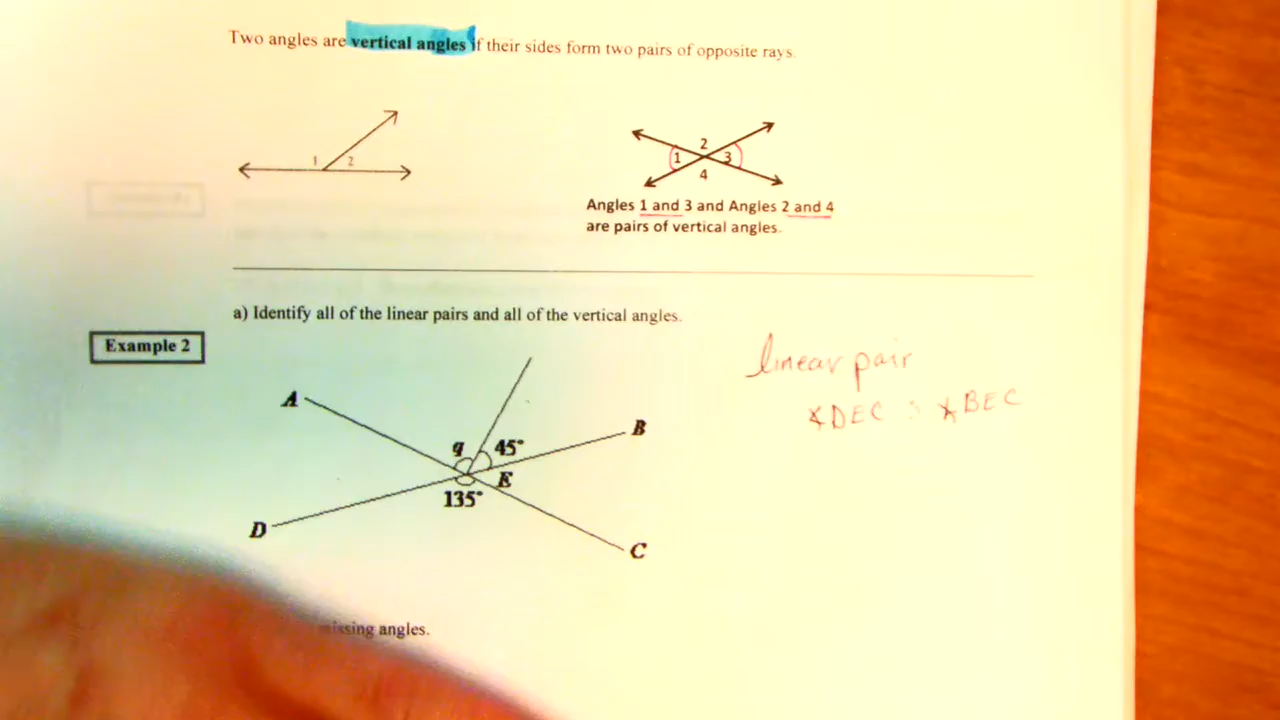 Two angles are vertical angles if their sides form two pairs of opposite rays.
1 2
2
1 3
4
Angles 1 and 3 and Angles 2 and 4
are pairs of vertical angles.
a) Identify all of the linear pairs and all of the vertical angles.
Example 2
linear pair
∡DEC : ∡BEC
A
B
q 45°
E
135°
D
C
missing angles.